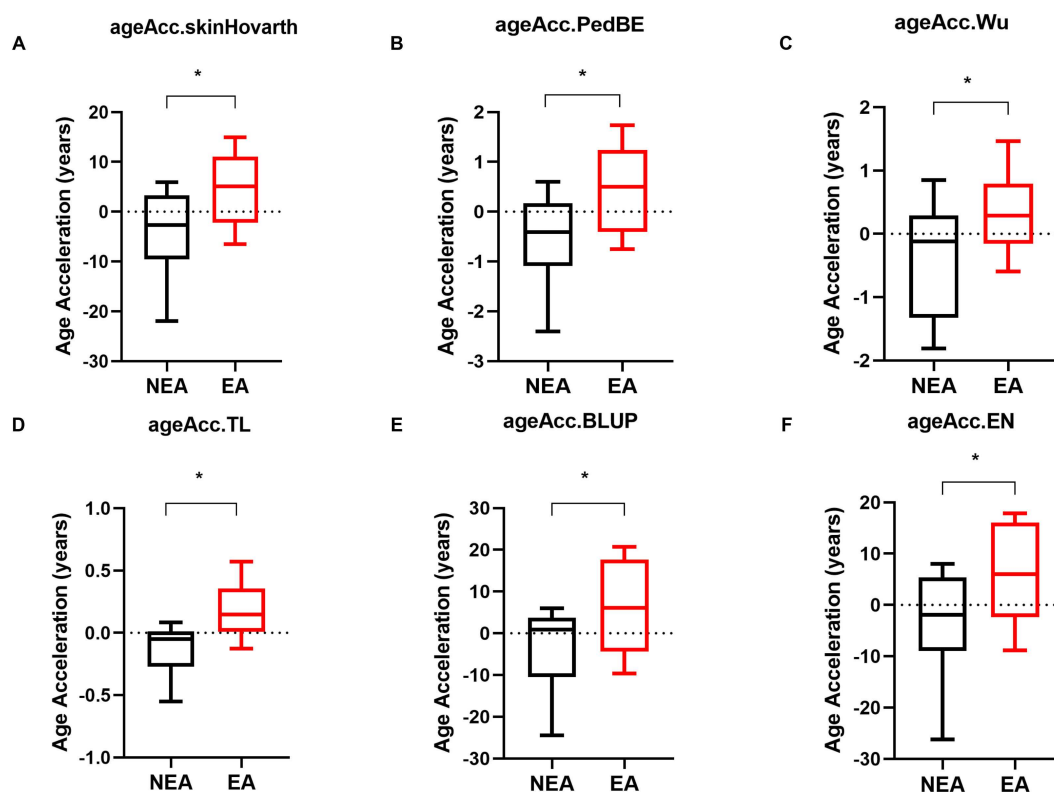 A
ageAcc.skinHovarth
*
Age Acceleration (years)
20
10
0
-10
-20
-30
NEA
EA
B
ageAcc.PedBE
*
Age Acceleration (years)
2
1
0
-1
-2
-3
NEA
EA
C
ageAcc.Wu
*
Age Acceleration (years)
2
1
0
-1
-2
NEA
EA
D
ageAcc.TL
*
Age Acceleration (years)
1.0
0.5
0.0
-0.5
-1.0
NEA
EA
E
ageAcc.BLUP
*
Age Acceleration (years)
30
20
10
0
-10
-20
-30
NEA
EA
F
ageAcc.EN
*
Age Acceleration (years)
20
10
0
-10
-20
-30
NEA
EA